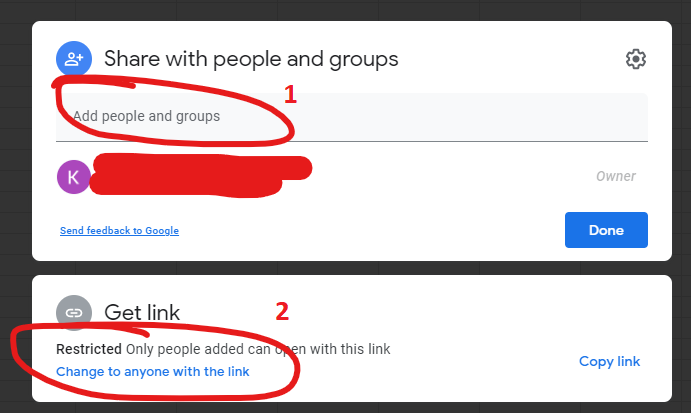 Share with people and groups
1
Add people and groups
K
Owner
Send feedback to Google
Done
Get link
2
Restricted Only people added can open with this link
Change to anyone with the link
Copy link